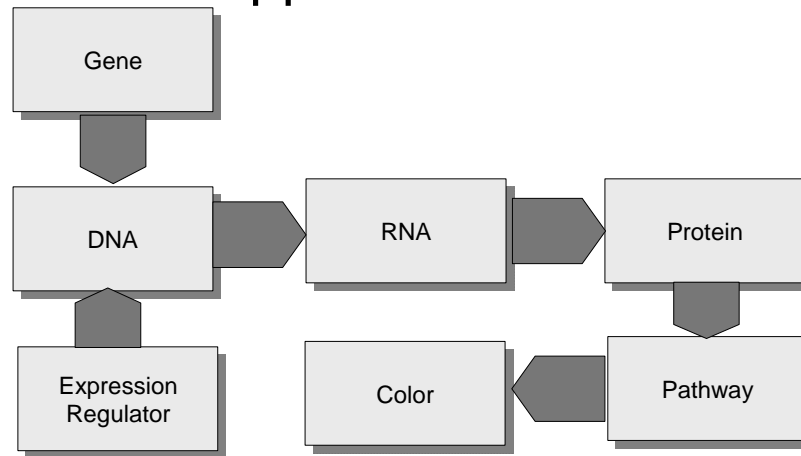 Gene
DNA
RNA
Protein
Expression
Regulator
Color
Pathway